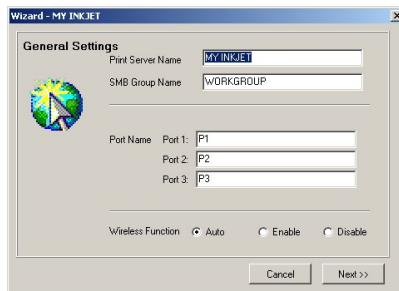 Wizard - MY INKJET
General Settings
Print Server Name MY INKJET
SMB Group Name WORKGROUP
Port Name Port 1: P1
Port 2: P2
Port 3: P3
Wireless Function Auto Enable Disable
Cancel Next >>